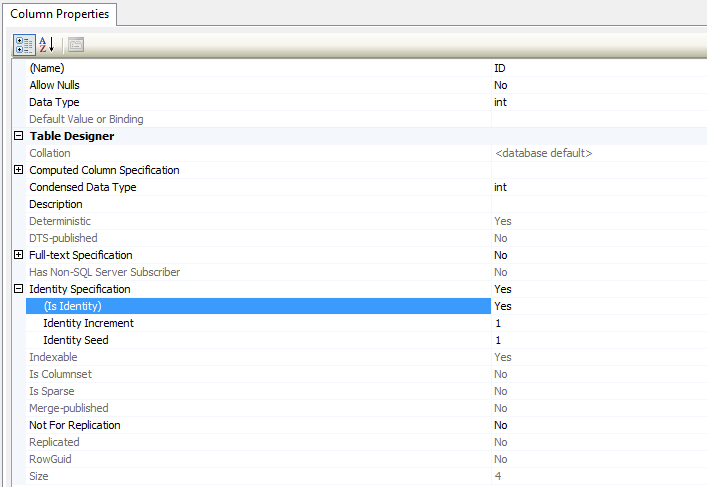 Column Properties
(Name) ID
Allow Nulls No
Data Type int
Default Value or Binding
Table Designer
Collation <database default>
Computed Column Specification
Condensed Data Type int
Description
Deterministic Yes
DTS-published No
Full-text Specification No
Has Non-SQL Server Subscriber No
Identity Specification Yes
(Is Identity) Yes
Identity Increment 1
Identity Seed 1
Indexable Yes
Is Columnset No
Is Sparse No
Merge-published No
Not For Replication No
Replicated No
RowGuid No
Size 4